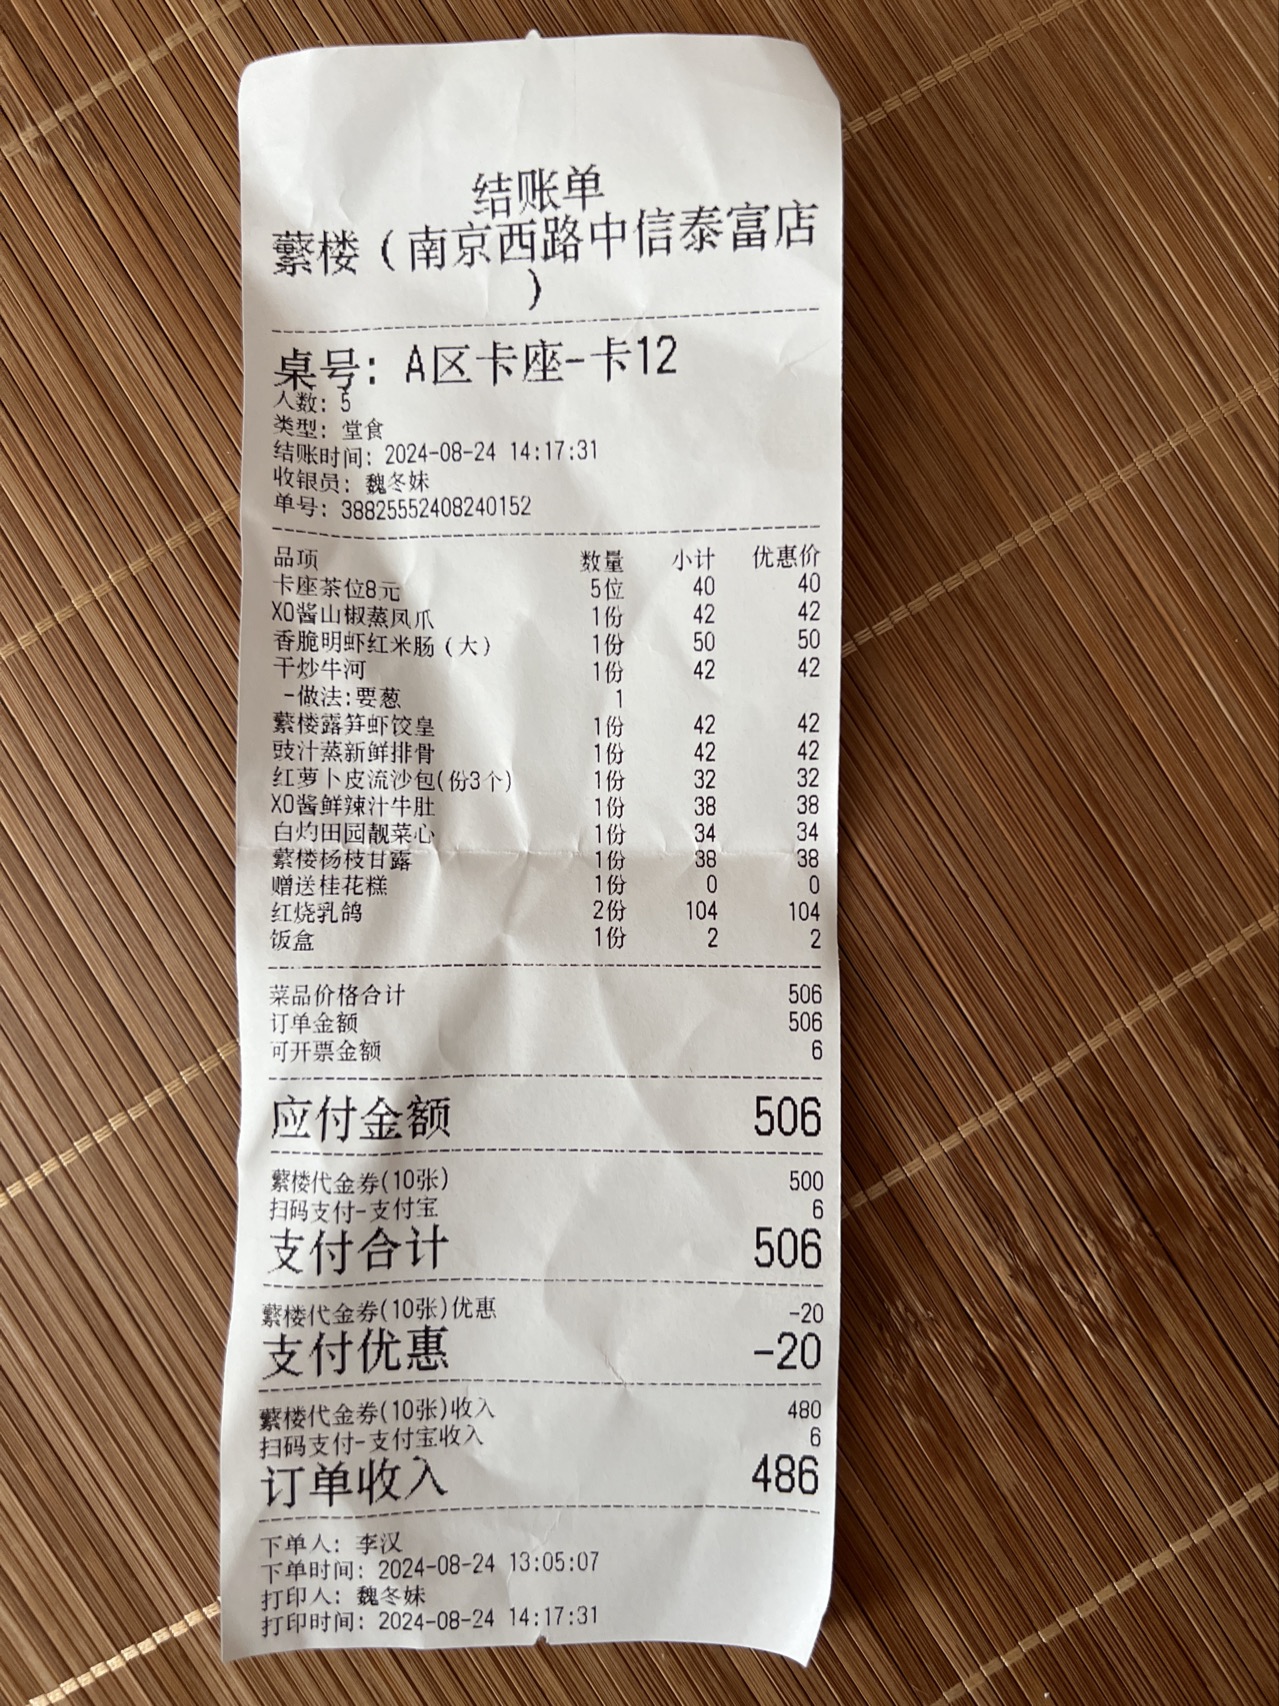 结账单
蘩楼（南京西路中信泰富店
）
桌号: A区卡座-卡12
人数: 5
类型: 堂食
结账时间: 2024-08-24 14:17:31
收银员: 魏冬妹
单号: 38825552408240152
品项 数量 小计 优惠价
卡座茶位8元 5位 40 40
XO酱山椒蒸凤爪 1份 42 42
香脆明虾红米肠（大） 1份 50 50
干炒牛河 1份 42 42
-做法:要葱 1
蘩楼露笋虾饺皇 1份 42 42
豉汁蒸新鲜排骨 1份 42 42
红萝卜皮流沙包(份3个) 1份 32 32
XO酱鲜辣汁牛肚 1份 38 38
白灼田园靓菜心 1份 34 34
蘩楼杨枝甘露 1份 38 38
赠送桂花糕 1份 0 0
红烧乳鸽 2份 104 104
饭盒 1份 2 2
菜品价格合计 506
订单金额 506
可开票金额 6
应付金额 506
蘩楼代金券(10张) 500
扫码支付-支付宝 6
支付合计 506
蘩楼代金券(10张)优惠 -20
支付优惠 -20
蘩楼代金券(10张)收入 480
扫码支付-支付宝收入 6
订单收入 486
下单人: 李汉
下单时间: 2024-08-24 13:05:07
打印人: 魏冬妹
打印时间: 2024-08-24 14:17:31